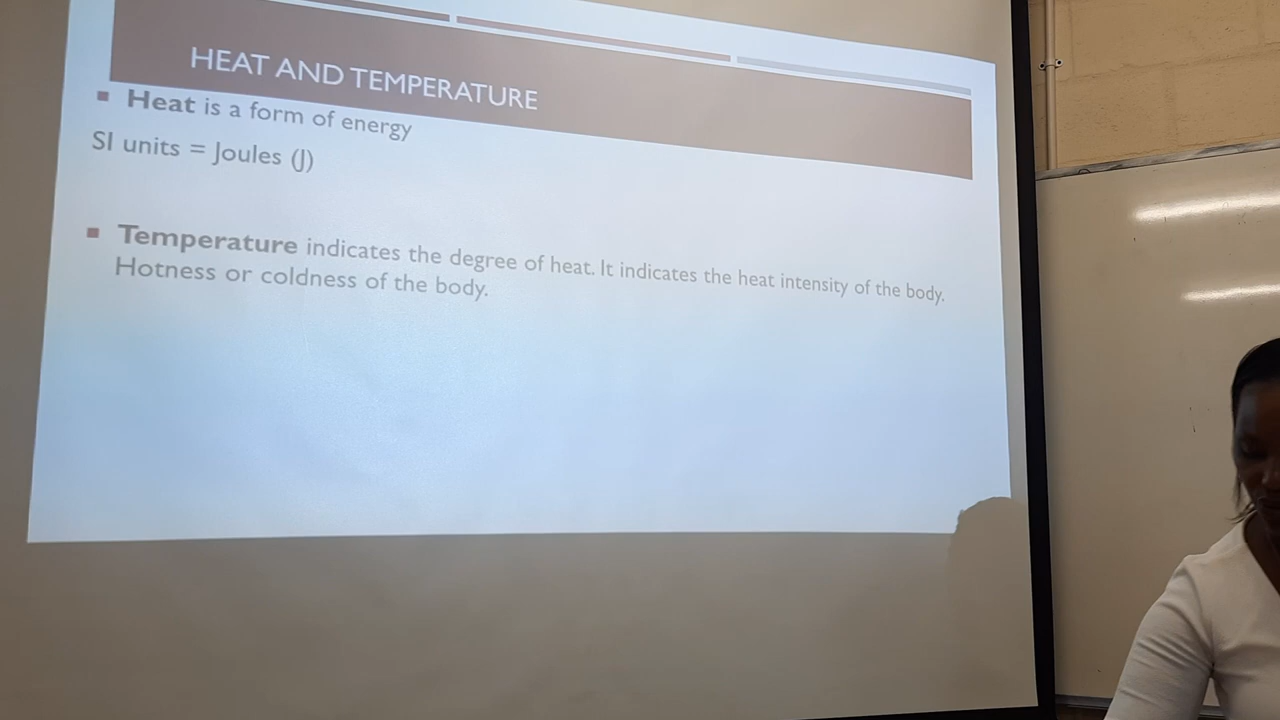 HEAT AND TEMPERATURE
▪ Heat is a form of energy
SI units = Joules (J)
▪ Temperature indicates the degree of heat. It indicates the heat intensity of the body.
Hotness or coldness of the body.